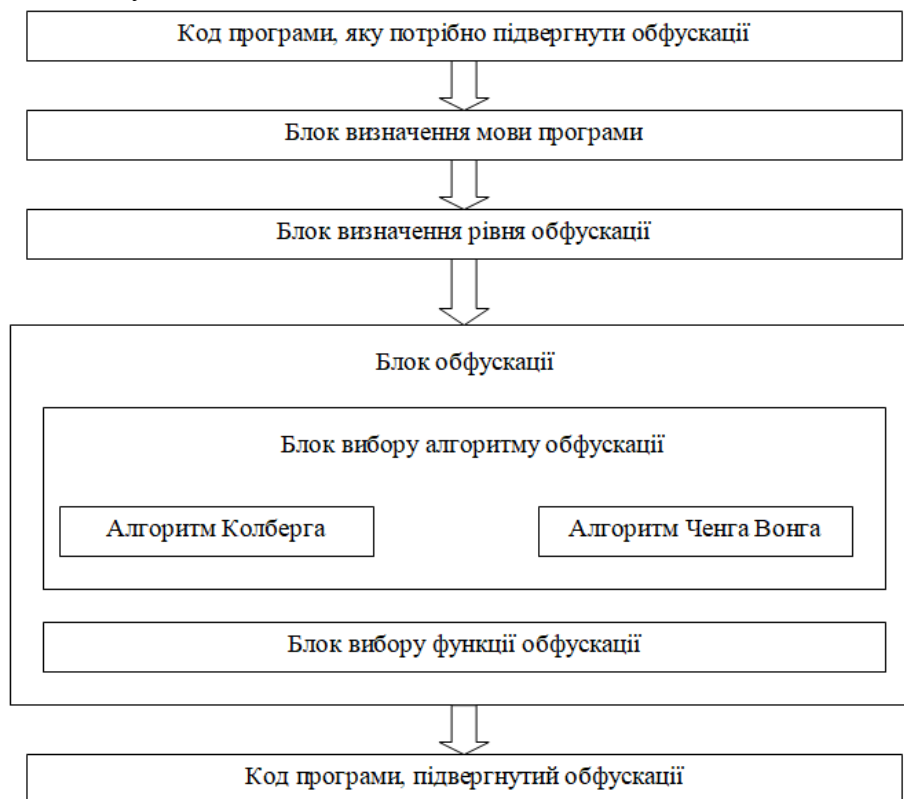 Код програми, яку потрібно підвергнути обфускації
Блок визначення мови програми
Блок визначення рівня обфускації
Блок обфускації
Блок вибору алгоритму обфускації
Алгоритм Колберга
Алгоритм Ченга Вонга
Блок вибору функції обфускації
Код програми, підвергнутий обфускації